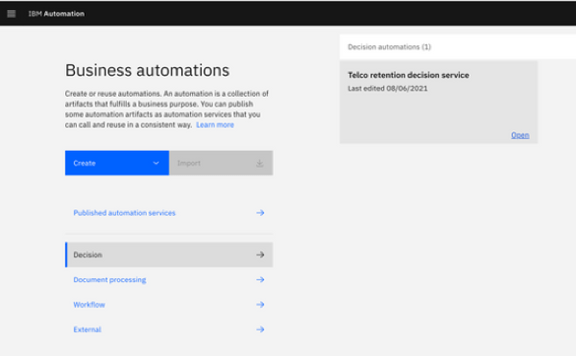 IBM Automation
Business automations
Create or reuse automations. An automation is a collection of
artifacts that fulfills a business purpose. You can publish
some automation artifacts as automation services that you
can call and reuse in a consistent way. Learn more
Create
Import
Published automation services
Decision
Document processing
Workflow
External
Decision automations (1)
Telco retention decision service
Last edited 08/06/2021
Open